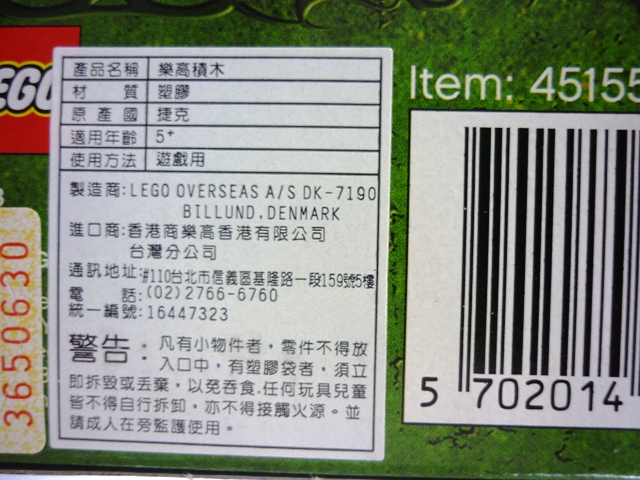 LEGO
產品名稱 樂高積木
材質 塑膠
原產國 捷克
適用年齡 5+
使用方法 遊戲用
製造商:LEGO OVERSEAS A/S DK-7190
BILLUND.DENMARK
進口商:香港商樂高香港有限公司
台灣分公司
通訊地址:#110台北市信義區基隆路一段159號5樓
電話:(02)2766-6760
統一編號:16447323
警告:凡有小物件者,零件不得放
入口中,有塑膠袋者,須立
即拆毀或丟棄,以免吞食.任何玩具兒童
皆不得自行拆卸,亦不得接觸火源。並
請成人在旁監護使用。
3650630
Item: 45155
5 702014